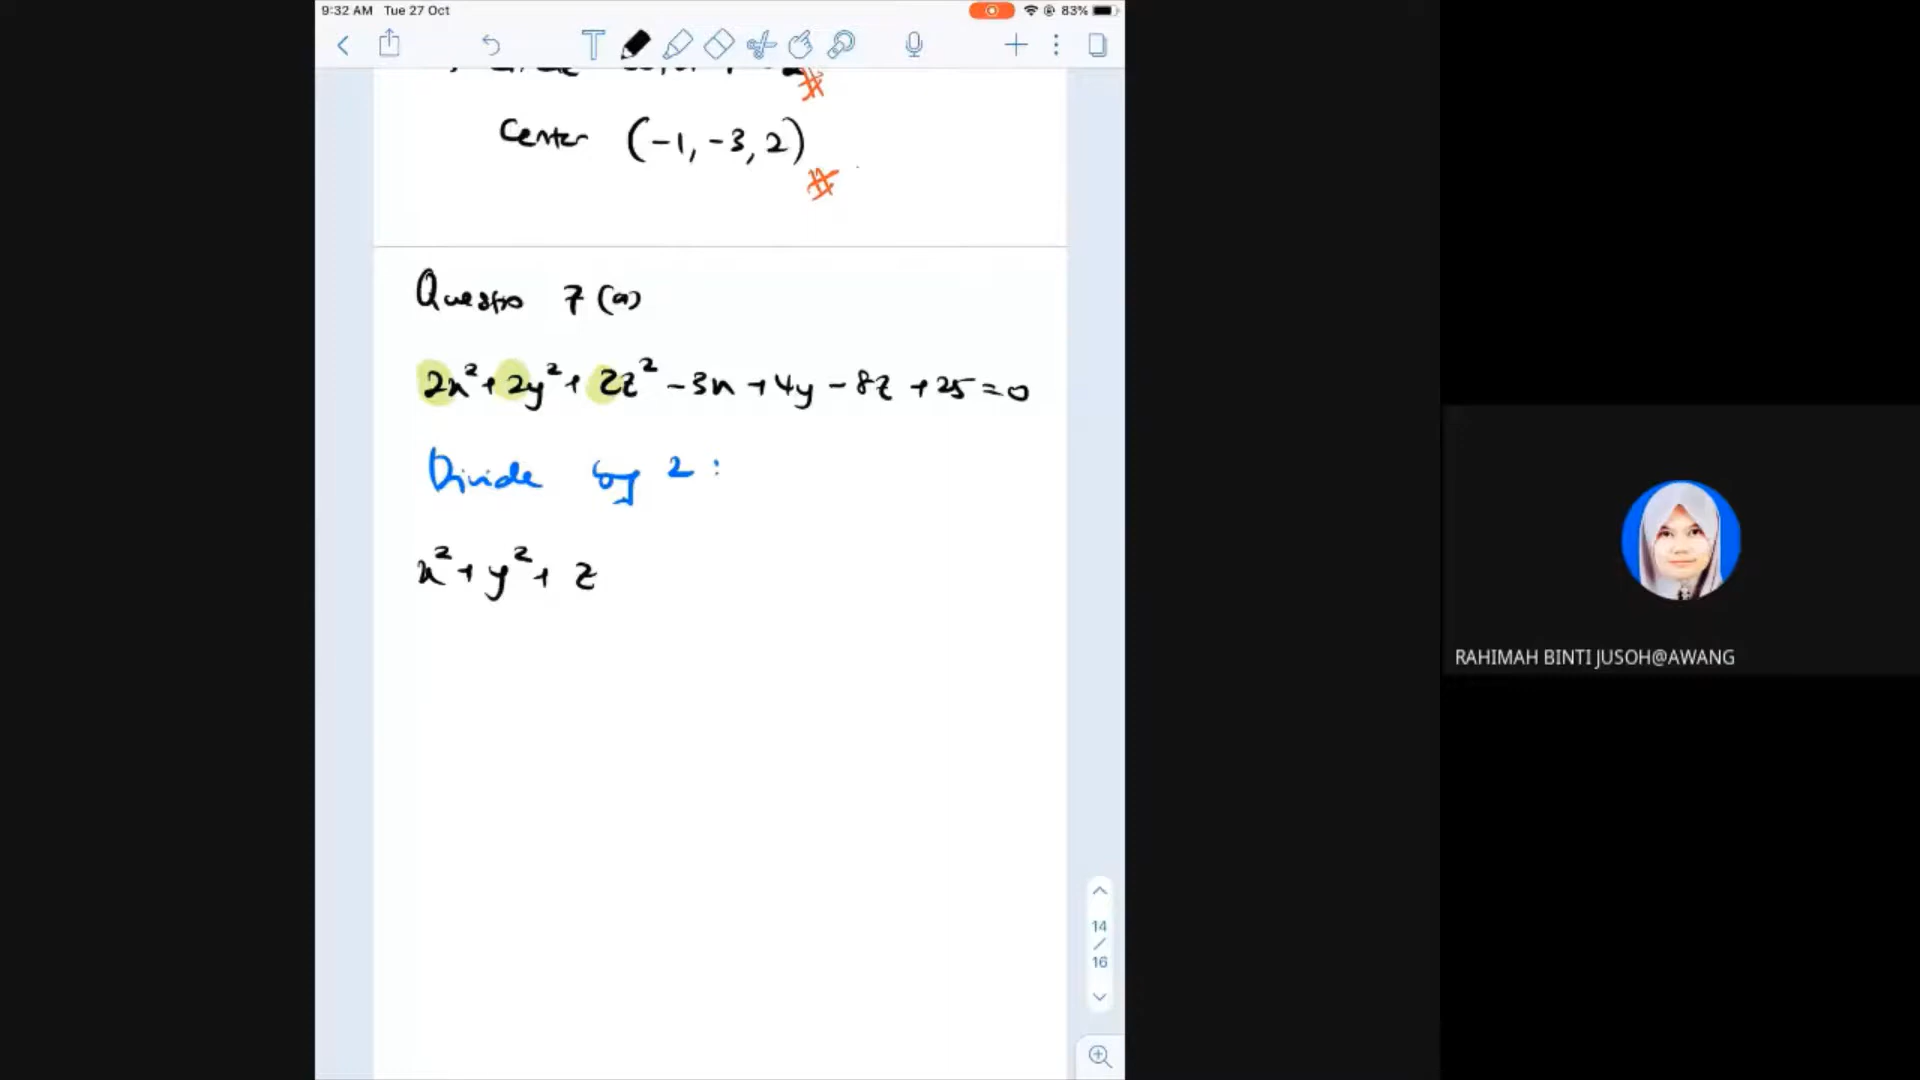 9:32 AM Tue 27 Oct
83%
T
Center (-1, -3, 2)
#
Questio 7 (a)
2x² + 2y² + 2z² - 3x + 4y - 8z + 25 = 0
Divide by 2 :
x² + y² + z
14
/
16
RAHIMAH BINTI JUSOH@AWANG